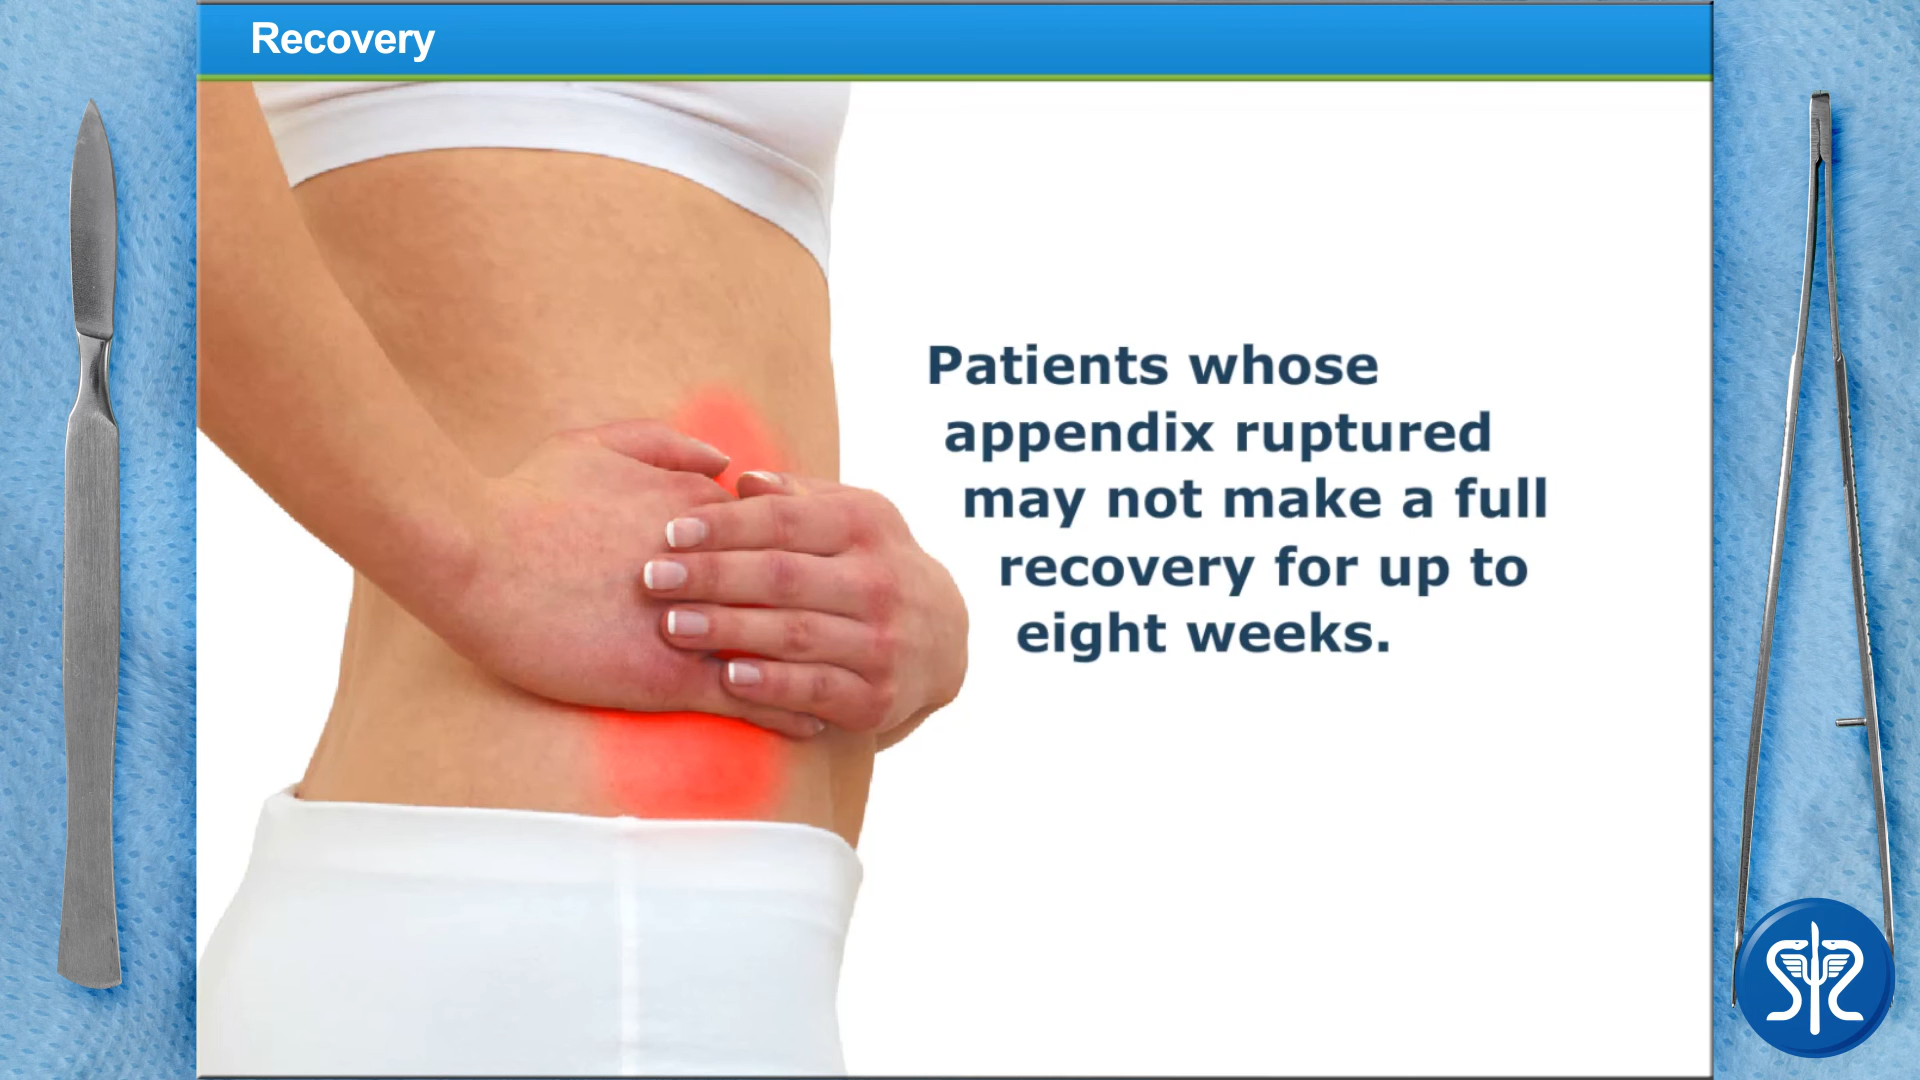 Recovery
Patients whose
appendix ruptured
may not make a full
recovery for up to
eight weeks.